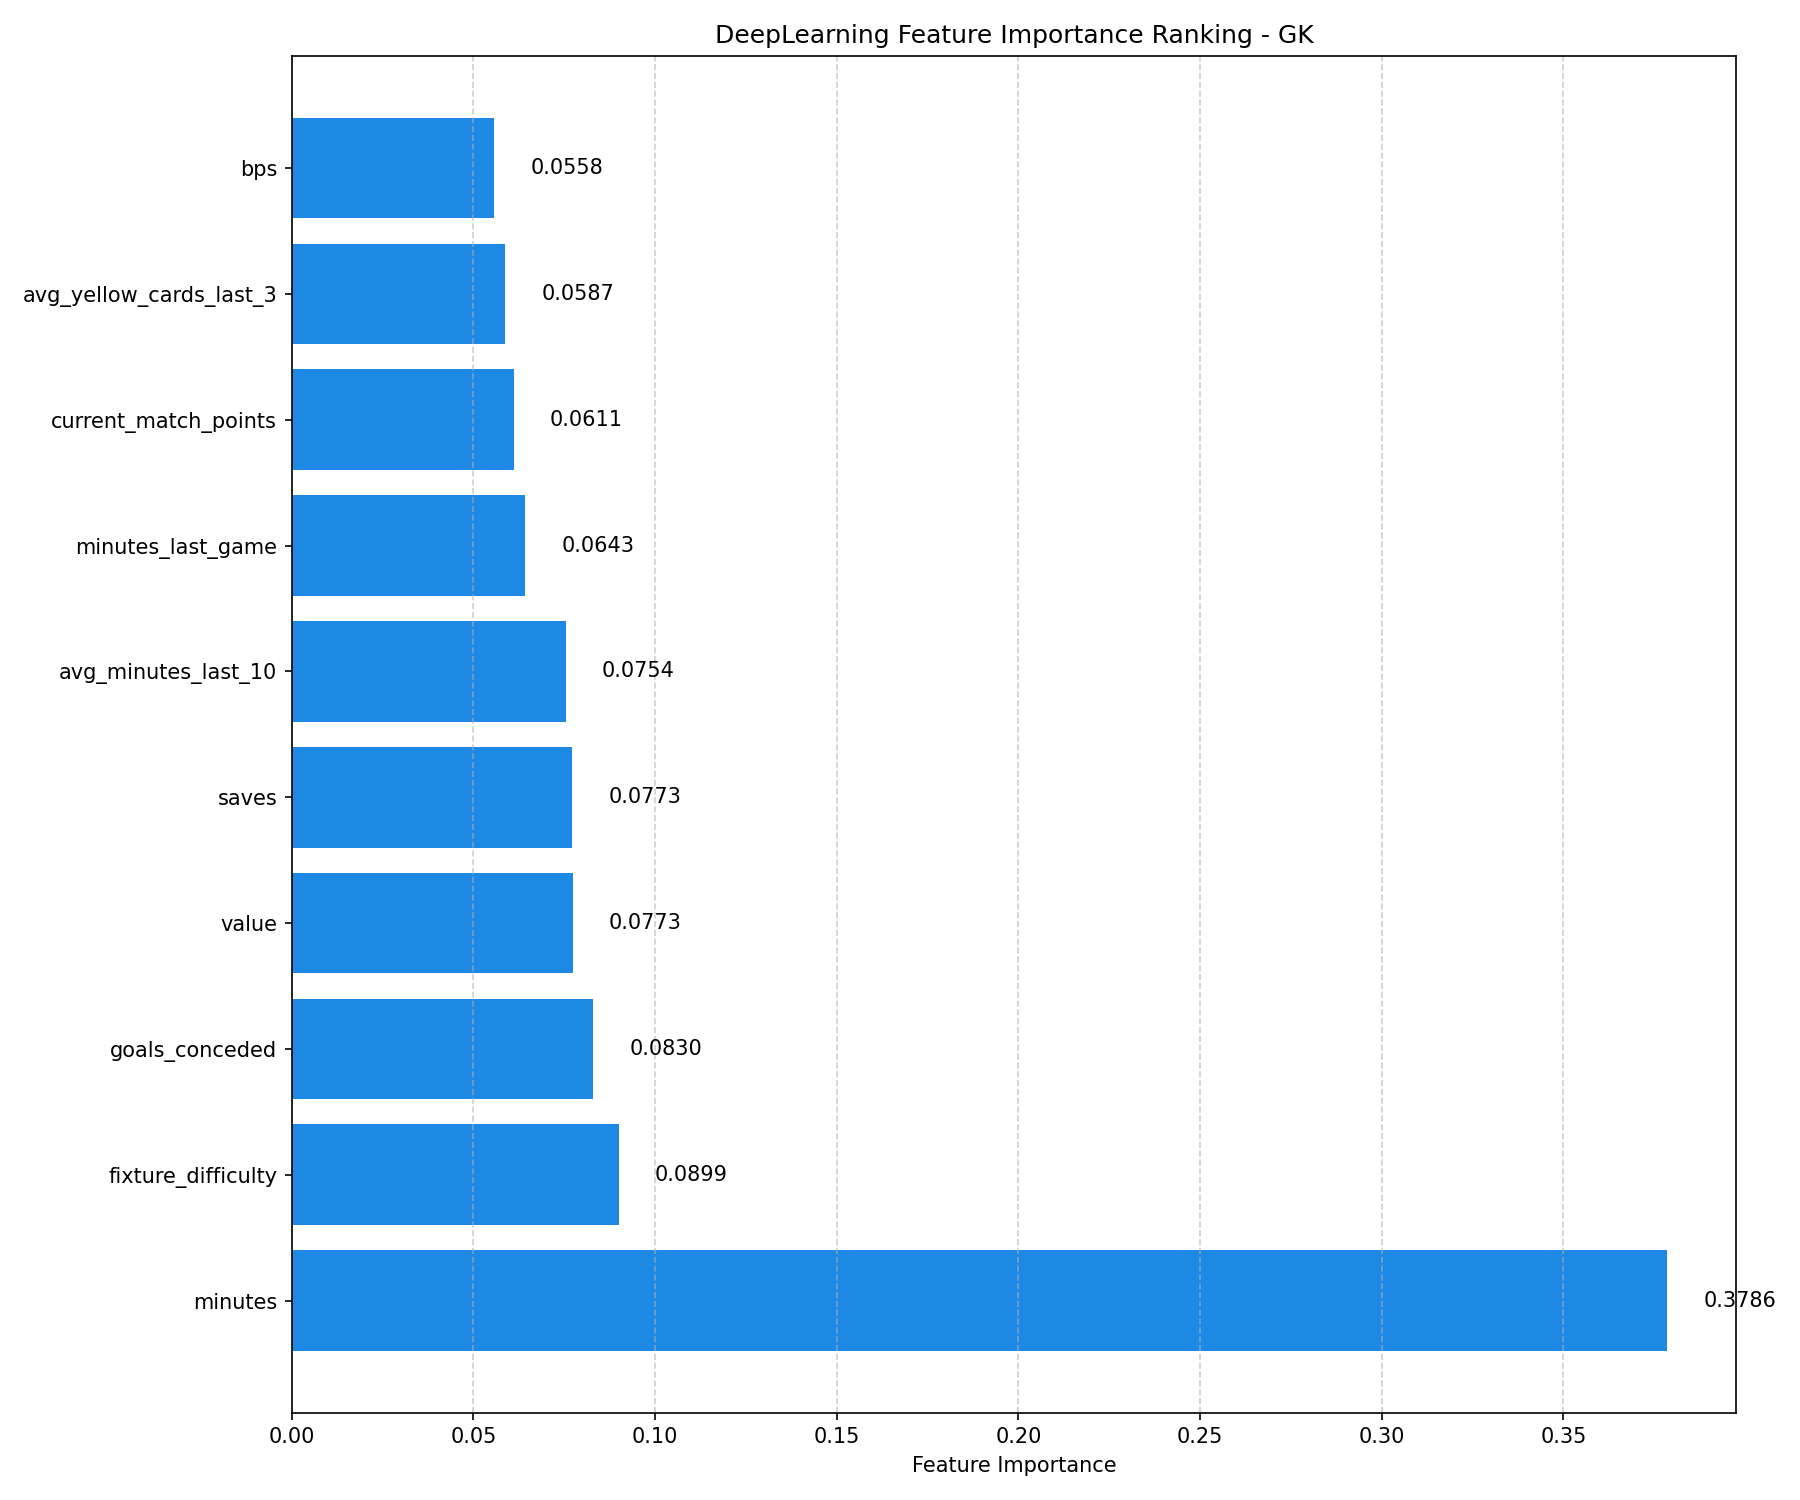 DeepLearning Feature Importance Ranking - GK
bps 0.0558
avg_yellow_cards_last_3 0.0587
current_match_points 0.0611
minutes_last_game 0.0643
avg_minutes_last_10 0.0754
saves 0.0773
value 0.0773
goals_conceded 0.0830
fixture_difficulty 0.0899
minutes 0.3786
0.00 0.05 0.10 0.15 0.20 0.25 0.30 0.35
Feature Importance